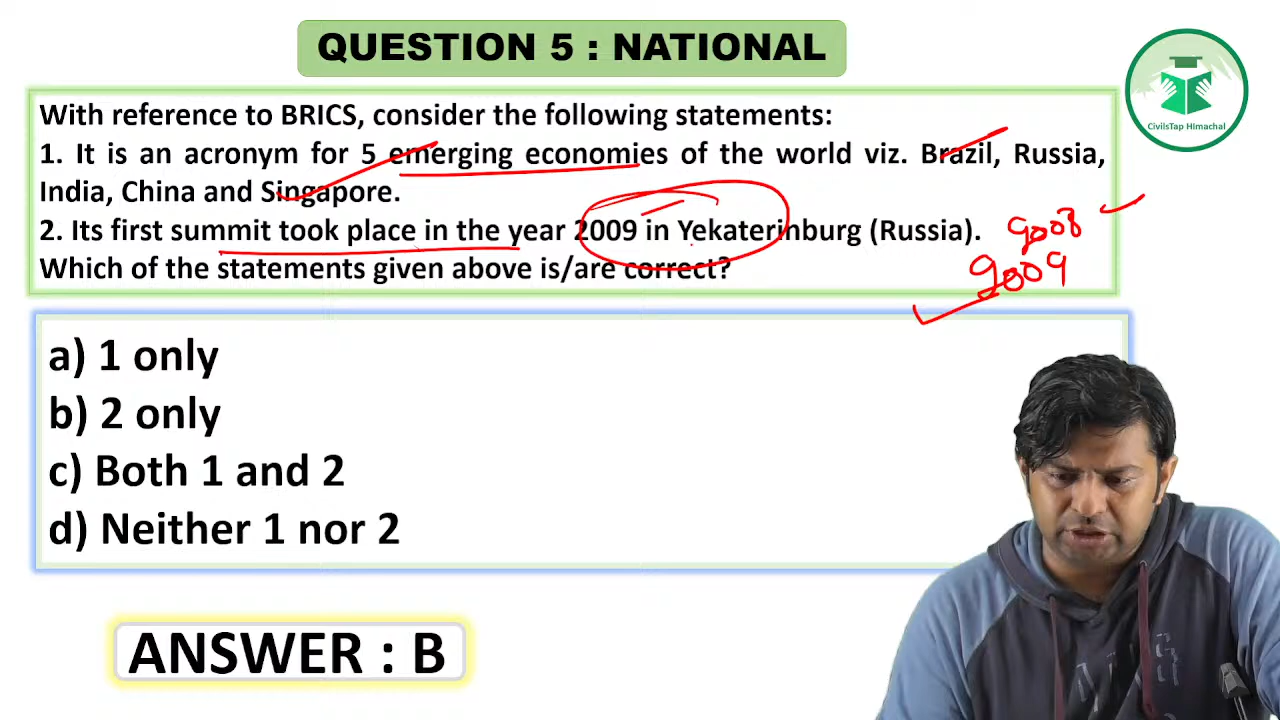 QUESTION 5 : NATIONAL
CivilsTap Himachal
With reference to BRICS, consider the following statements:
1. It is an acronym for 5 emerging economies of the world viz. Brazil, Russia,
India, China and Singapore.
2. Its first summit took place in the year 2009 in Yekaterinburg (Russia).
2008
Which of the statements given above is/are correct?
2009
a) 1 only
b) 2 only
c) Both 1 and 2
d) Neither 1 nor 2
ANSWER : B